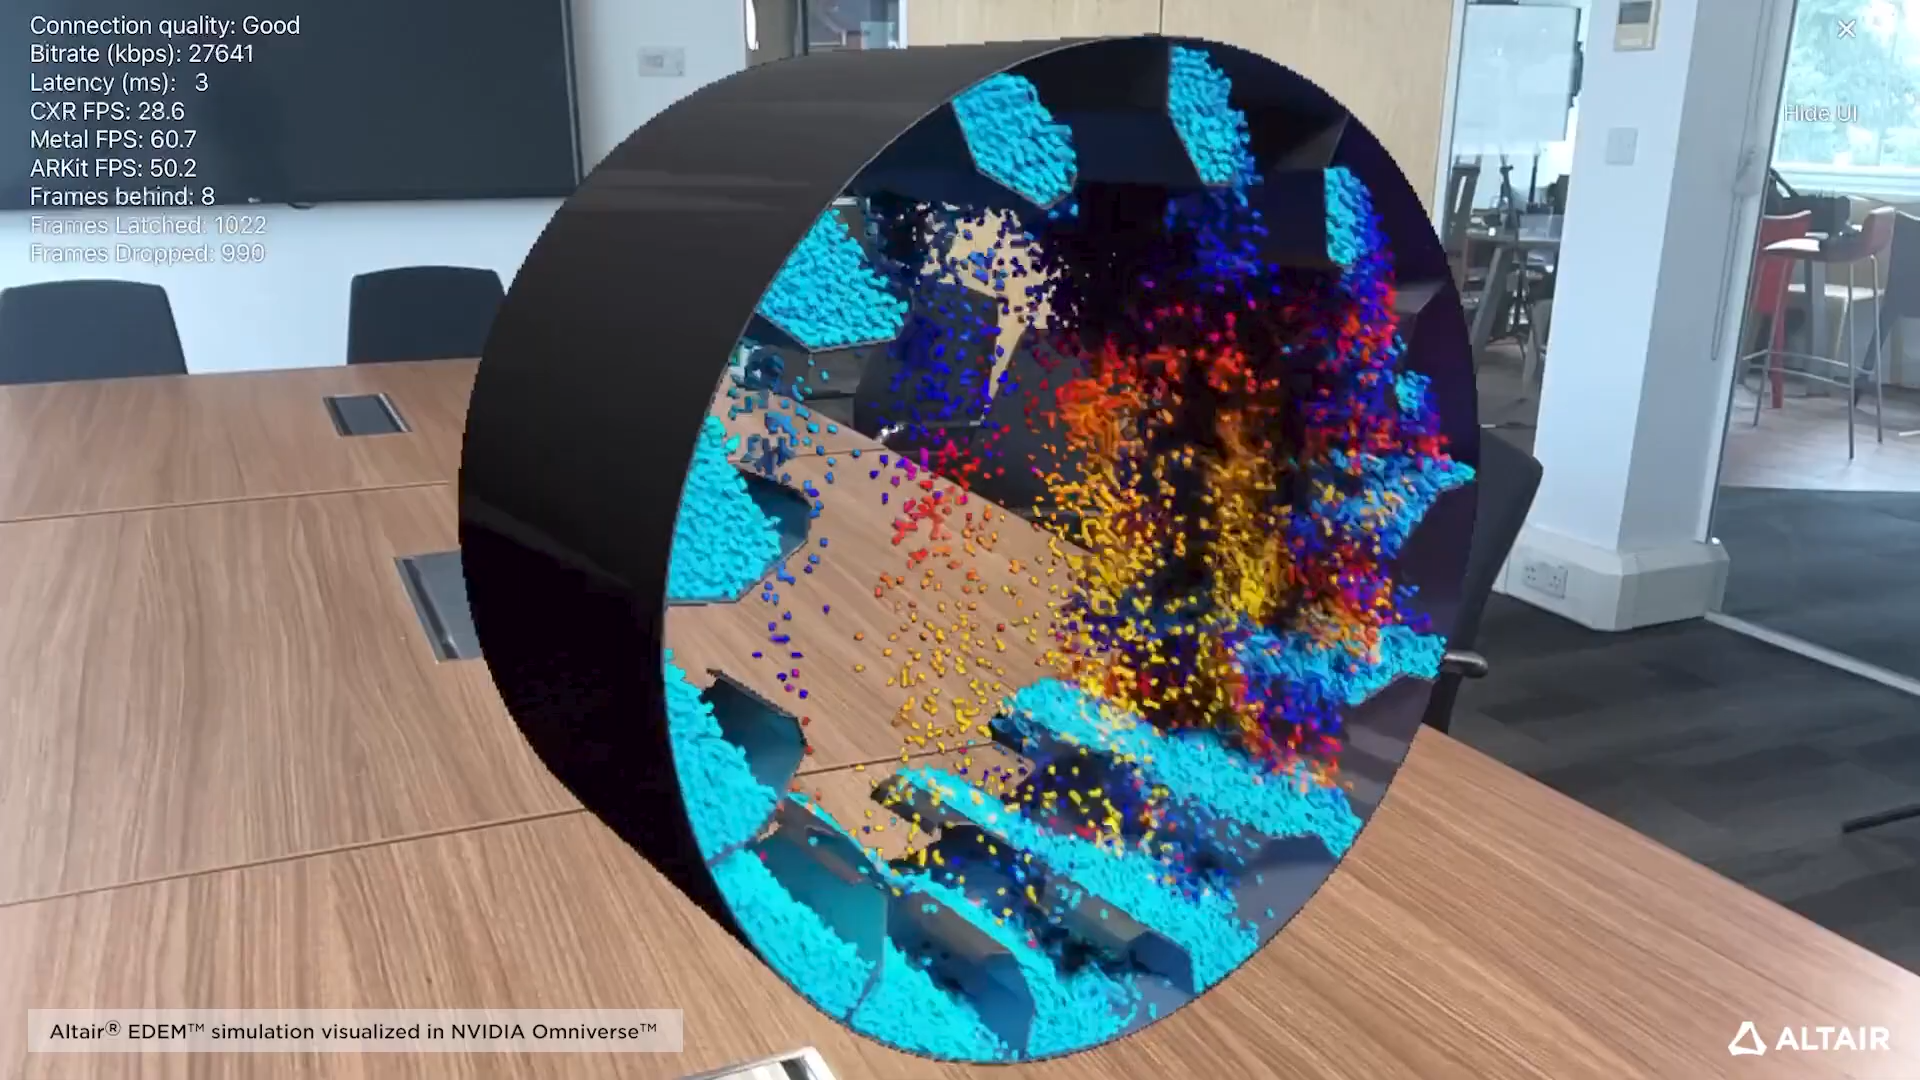 Connection quality: Good
Bitrate (kbps): 27641
Latency (ms): 3
CXR FPS: 28.6
Metal FPS: 60.7
ARKit FPS: 50.2
Frames behind: 8
Frames Latched: 1022
Frames Dropped: 990
Hide UI
Altair® EDEM™ simulation visualized in NVIDIA Omniverse™
ALTAIR